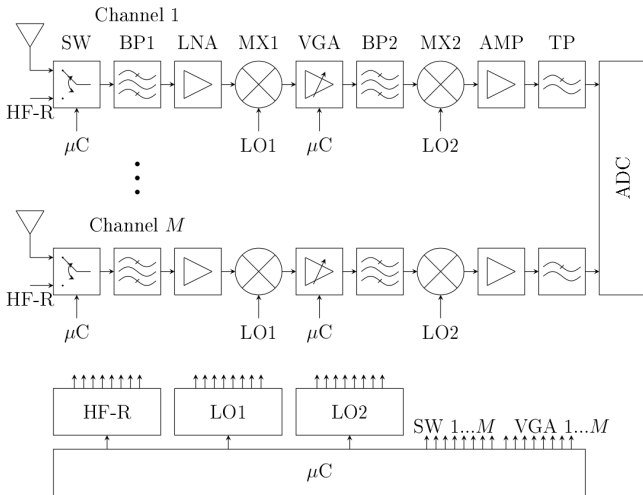 Channel 1
SW BP1 LNA MX1 VGA BP2 MX2 AMP TP
HF-R
μC LO1 μC LO2
ADC
Channel M
HF-R
μC LO1 μC LO2
HF-R LO1 LO2
SW 1...M VGA 1...M
μC